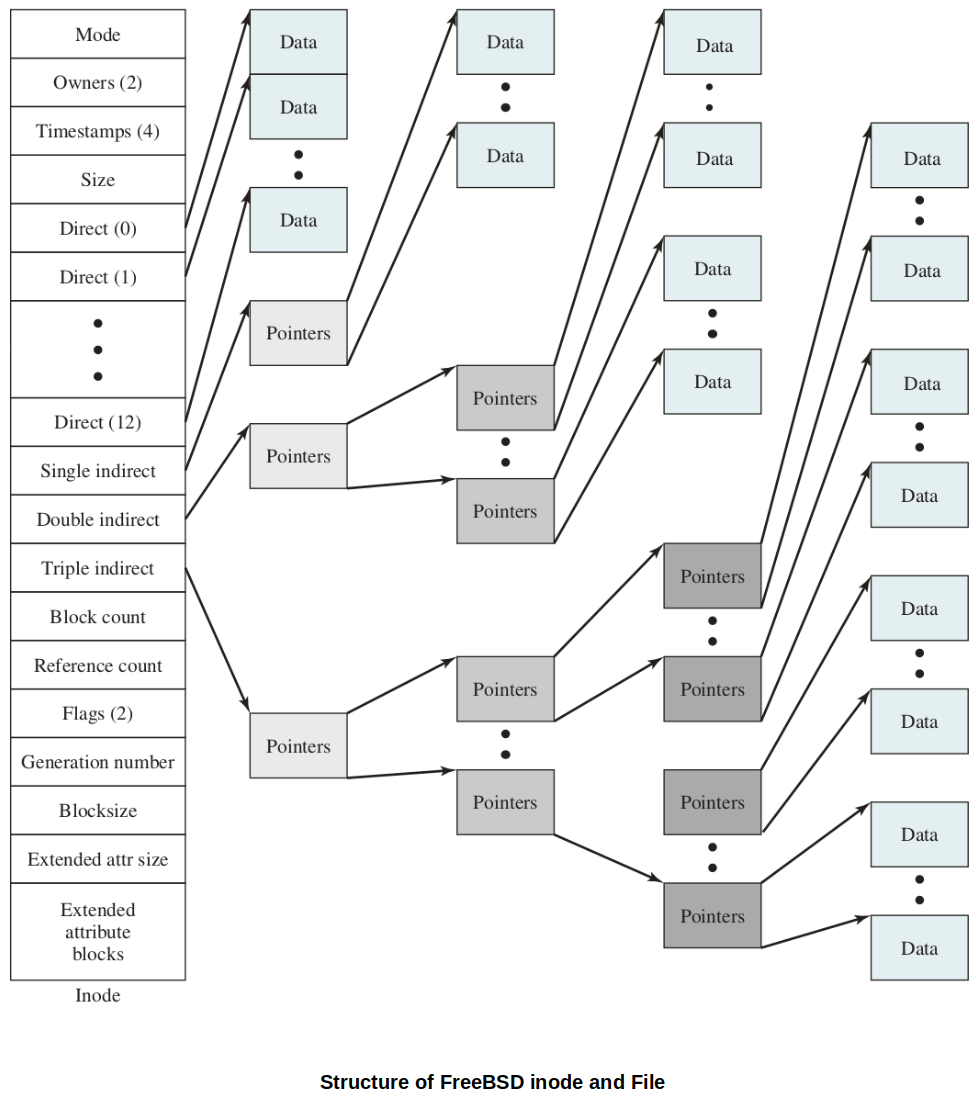 Mode
Owners (2)
Timestamps (4)
Size
Direct (0)
Direct (1)
Direct (12)
Single indirect
Double indirect
Triple indirect
Block count
Reference count
Flags (2)
Generation number
Blocksize
Extended attr size
Extended
attribute
blocks
Inode
Data
Data
Data
Pointers
Pointers
Pointers
Data
Data
Pointers
Pointers
Pointers
Pointers
Data
Data
Data
Data
Pointers
Pointers
Pointers
Pointers
Data
Data
Data
Data
Data
Data
Data
Data
Structure of FreeBSD inode and File